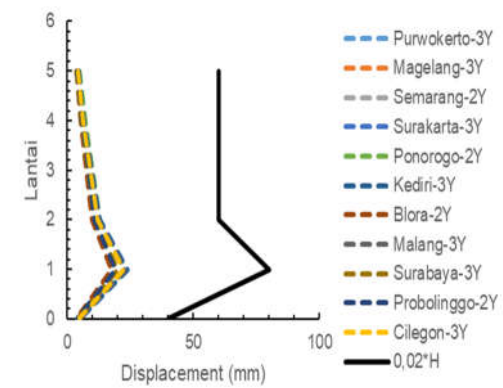 6
5
4
3
2
1
0
Lantai
0 50 100
Displacement (mm)
Purwokerto-3Y
Magelang-3Y
Semarang-2Y
Surakarta-3Y
Ponorogo-2Y
Kediri-3Y
Blora-2Y
Malang-3Y
Surabaya-3Y
Probolinggo-2Y
Cilegon-3Y
0,02*H